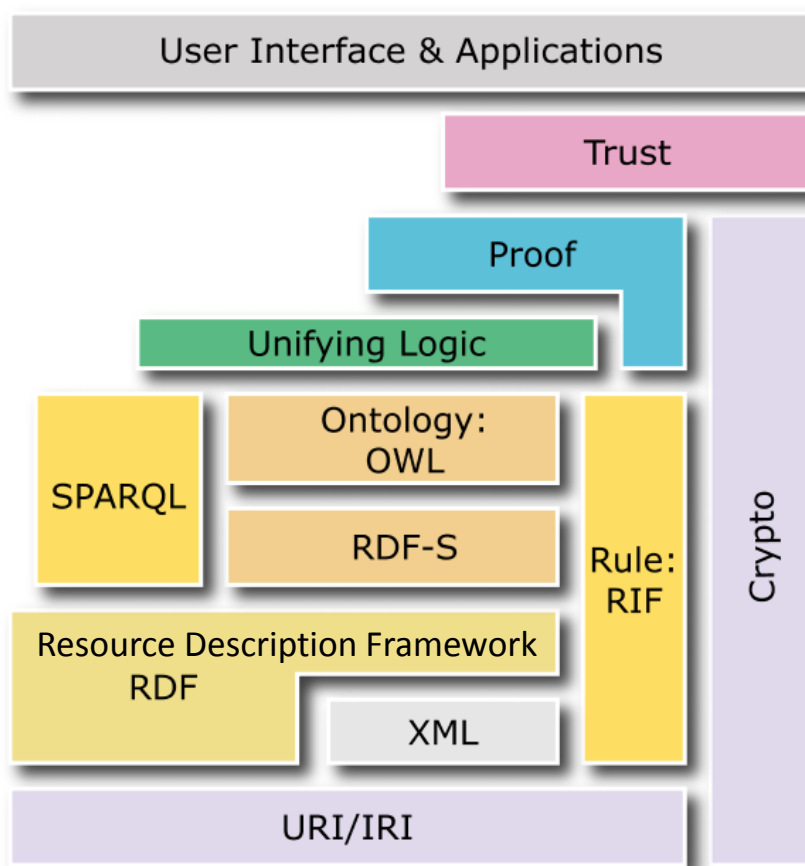 User Interface & Applications
Trust
Proof
Unifying Logic
Ontology:
OWL
SPARQL
RDF-S
Rule:
RIF
Crypto
Resource Description Framework
RDF
XML
URI/IRI